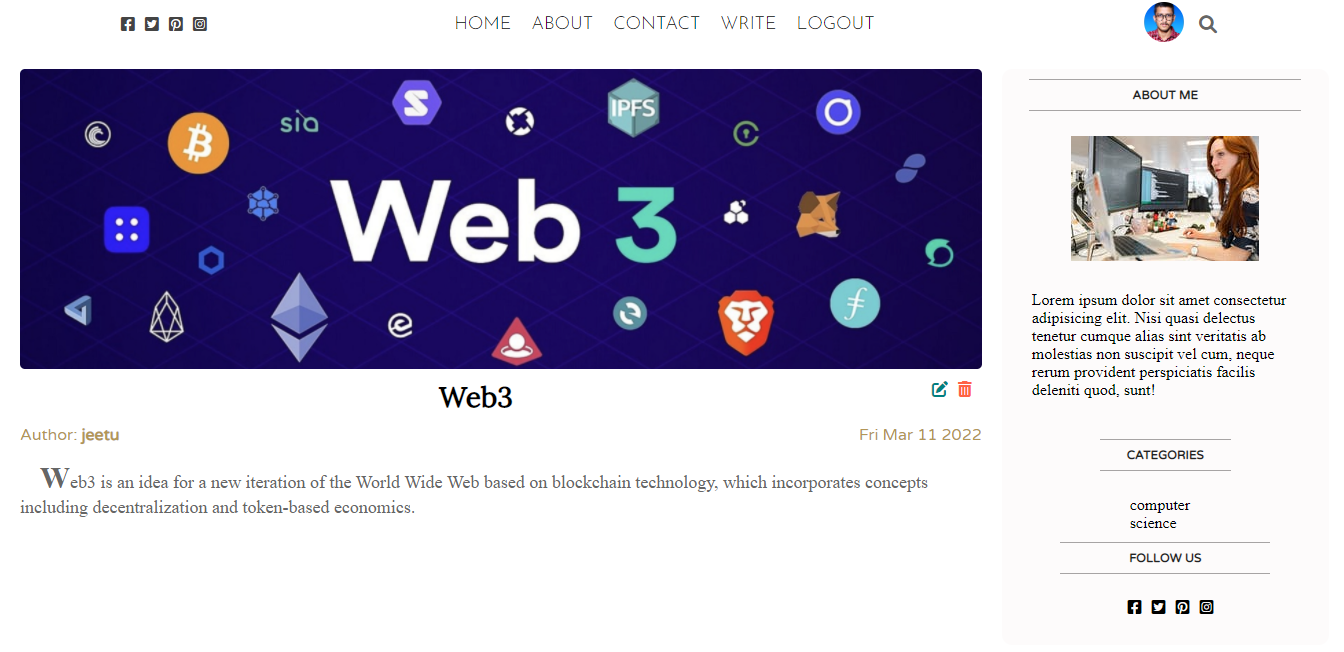 HOME ABOUT CONTACT WRITE LOGOUT
sia
IPFS
Web 3
Web3
Author: jeetu
Fri Mar 11 2022
Web3 is an idea for a new iteration of the World Wide Web based on blockchain technology, which incorporates concepts
including decentralization and token-based economics.
ABOUT ME
Lorem ipsum dolor sit amet consectetur
adipisicing elit. Nisi quasi delectus
tenetur cumque alias sint veritatis ab
molestias non suscipit vel cum, neque
rerum provident perspiciatis facilis
deleniti quod, sunt!
CATEGORIES
computer
science
FOLLOW US